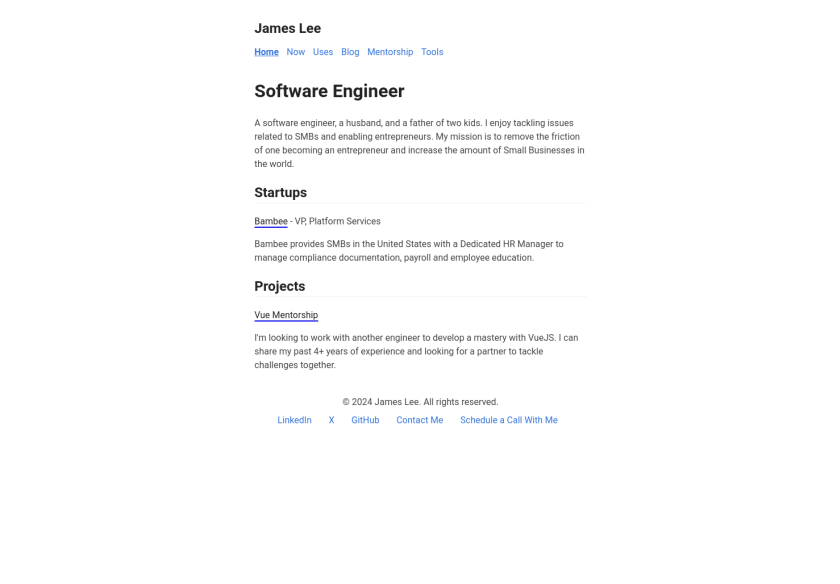 James Lee
Home Now Uses Blog Mentorship Tools
Software Engineer
A software engineer, a husband, and a father of two kids. I enjoy tackling issues
related to SMBs and enabling entrepreneurs. My mission is to remove the friction
of one becoming an entrepreneur and increase the amount of Small Businesses in
the world.
Startups
Bambee - VP, Platform Services
Bambee provides SMBs in the United States with a Dedicated HR Manager to
manage compliance documentation, payroll and employee education.
Projects
Vue Mentorship
I'm looking to work with another engineer to develop a mastery with VueJS. I can
share my past 4+ years of experience and looking for a partner to tackle
challenges together.
© 2024 James Lee. All rights reserved.
LinkedIn X GitHub Contact Me Schedule a Call With Me